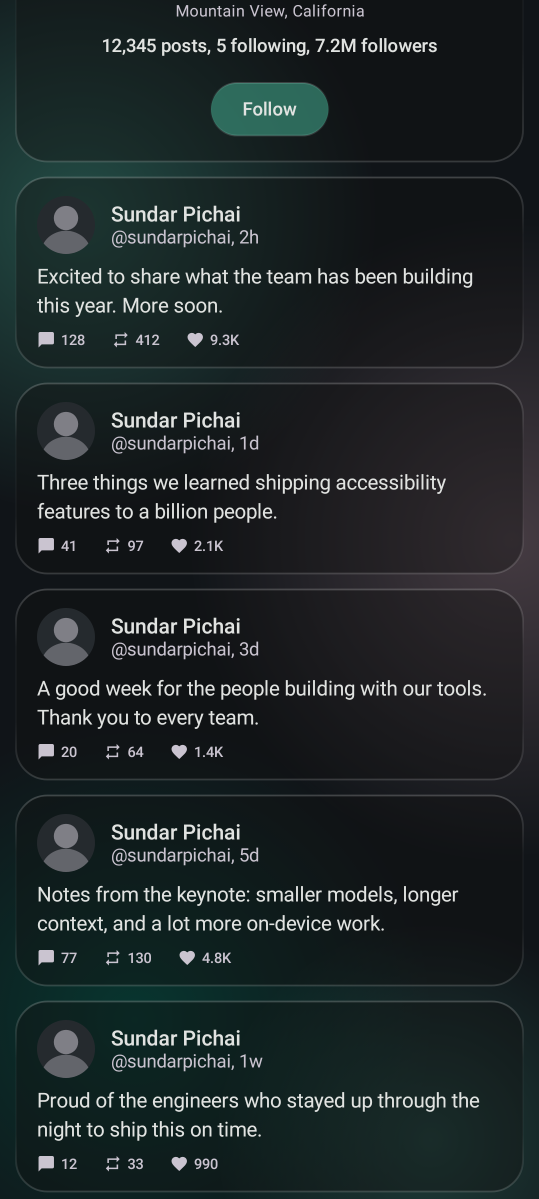 Mountain View, California
12,345 posts, 5 following, 7.2M followers
Follow
Sundar Pichai
@sundarpichai, 2h
Excited to share what the team has been building
this year. More soon.
128 412 9.3K
Sundar Pichai
@sundarpichai, 1d
Three things we learned shipping accessibility
features to a billion people.
41 97 2.1K
Sundar Pichai
@sundarpichai, 3d
A good week for the people building with our tools.
Thank you to every team.
20 64 1.4K
Sundar Pichai
@sundarpichai, 5d
Notes from the keynote: smaller models, longer
context, and a lot more on-device work.
77 130 4.8K
Sundar Pichai
@sundarpichai, 1w
Proud of the engineers who stayed up through the
night to ship this on time.
12 33 990